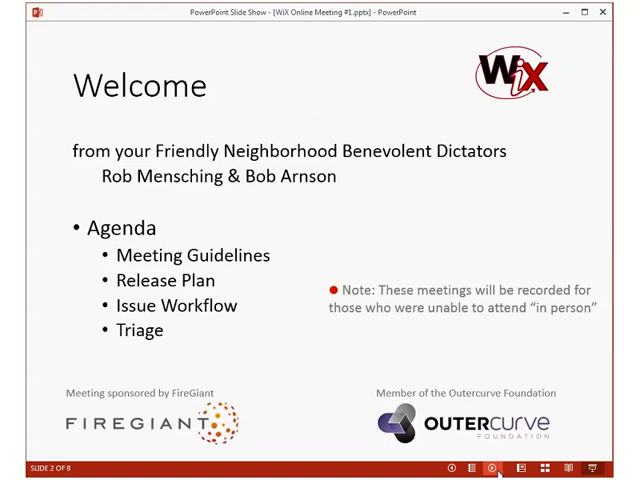 PowerPoint Slide Show - [WiX Online Meeting #1.pptx] - PowerPoint
Welcome
WiX
from your Friendly Neighborhood Benevolent Dictators
Rob Mensching & Bob Arnson
• Agenda
• Meeting Guidelines
• Release Plan
• Issue Workflow
• Triage
Note: These meetings will be recorded for
those who were unable to attend “in person”
Meeting sponsored by FireGiant
FIREGIANT
Member of the Outercurve Foundation
OUTERCURVE
FOUNDATION
SLIDE 2 OF 8